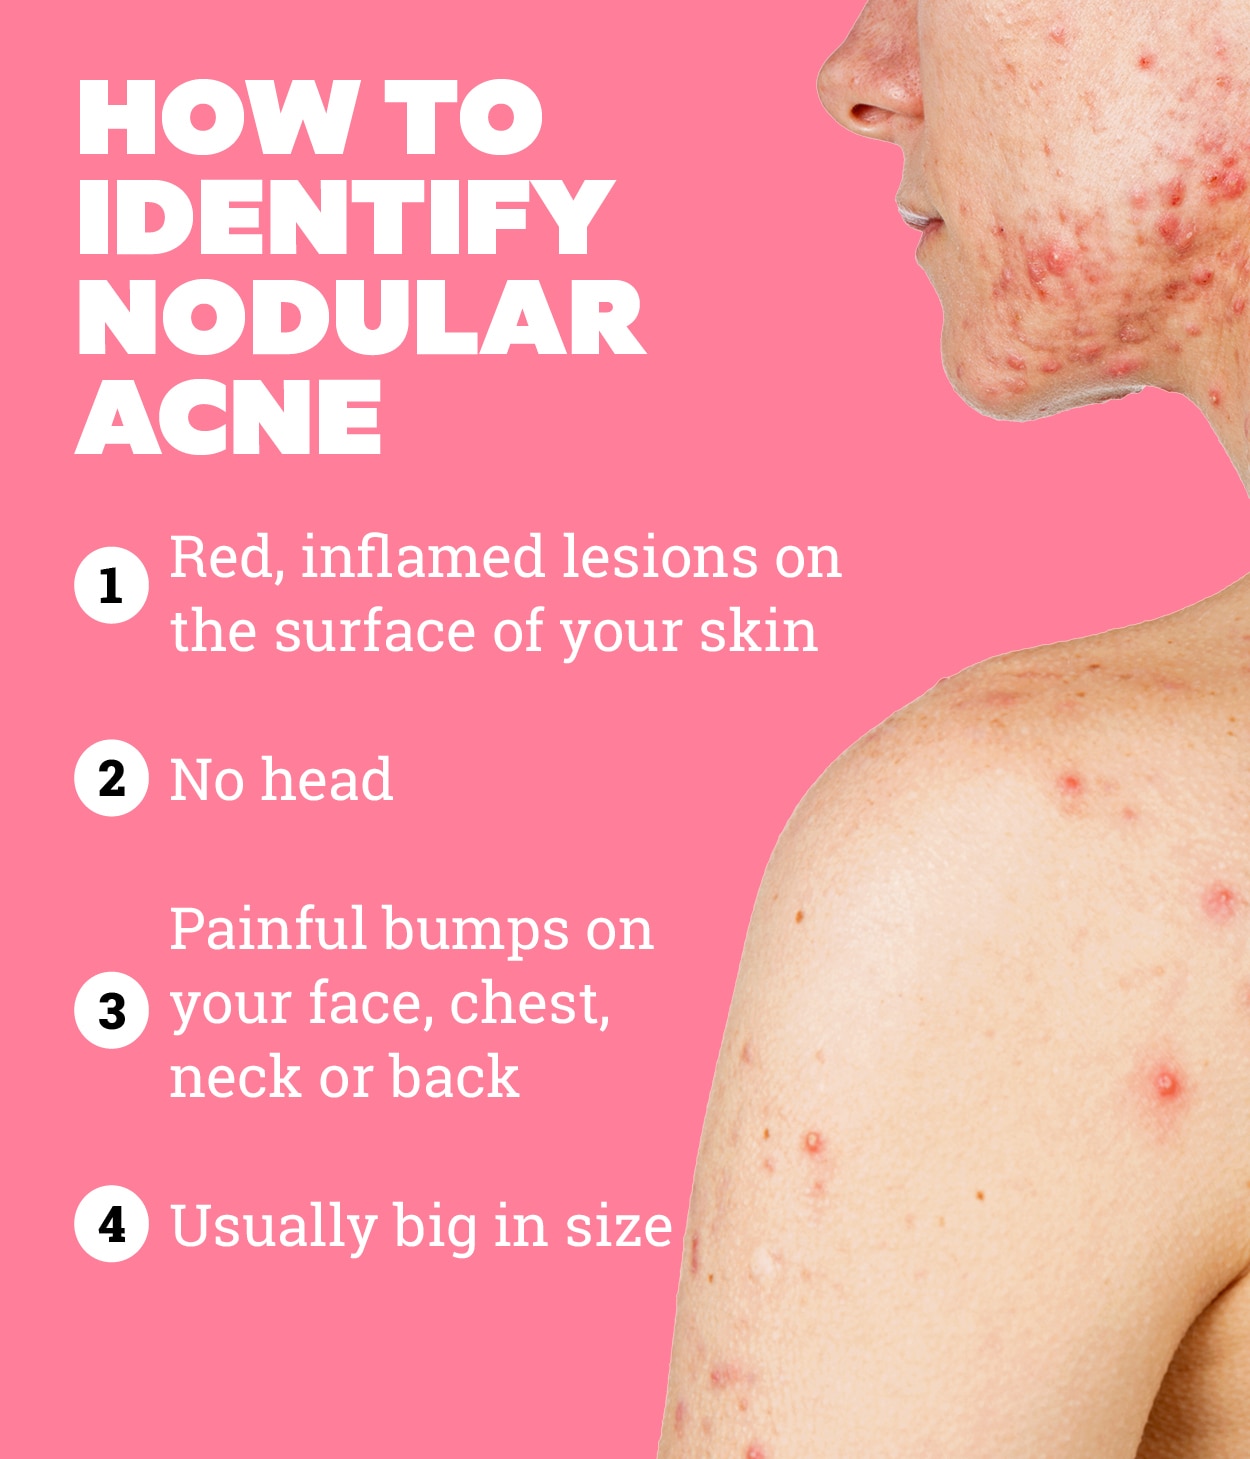 HOW TO
IDENTIFY
NODULAR
ACNE
1 Red, inflamed lesions on
the surface of your skin
2 No head
3 Painful bumps on
your face, chest,
neck or back
4 Usually big in size